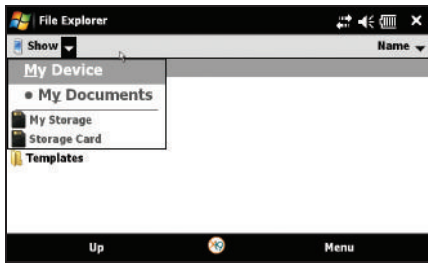 File Explorer
Show
Name
My Device
My Documents
My Storage
Storage Card
Templates
Up
Menu